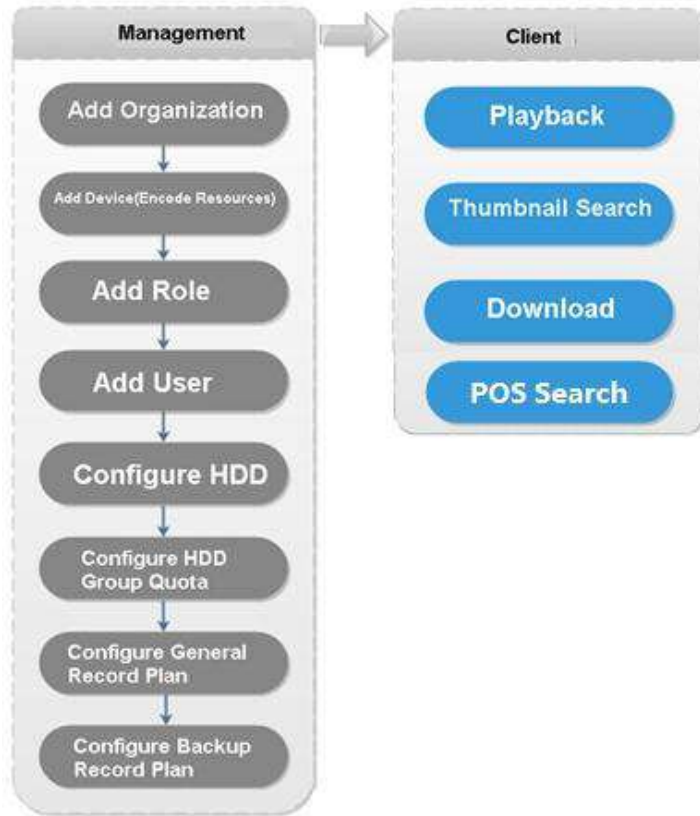 Management
Add Organization
Add Device(Encode Resources)
Add Role
Add User
Configure HDD
Configure HDD
Group Quota
Configure General
Record Plan
Configure Backup
Record Plan
Client
Playback
Thumbnail Search
Download
POS Search